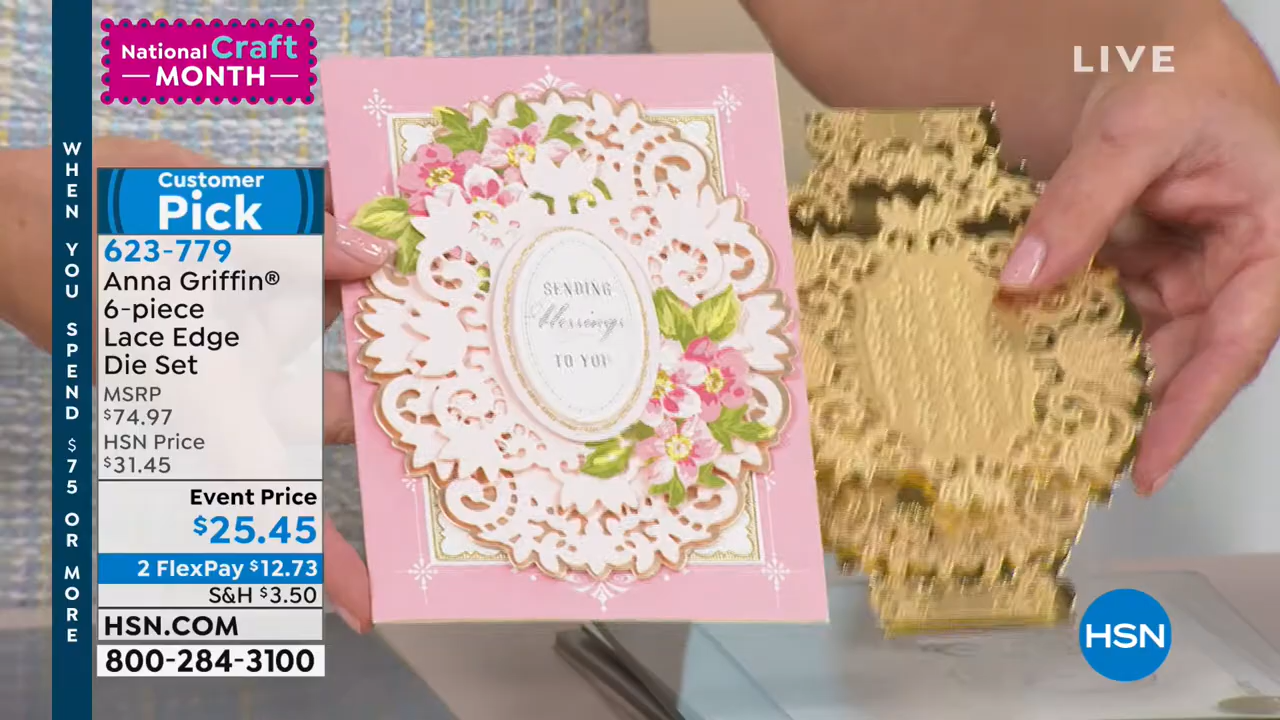 National Craft
MONTH
LIVE
WHEN YOU SPEND $75 OR MORE
Customer
Pick
623-779
Anna Griffin®
6-piece
Lace Edge
Die Set
MSRP
$74.97
HSN Price
$31.45
Event Price
$25.45
2 FlexPay $12.73
S&H $3.50
HSN.COM
800-284-3100
SENDING
blessings
TO YOU
HSN